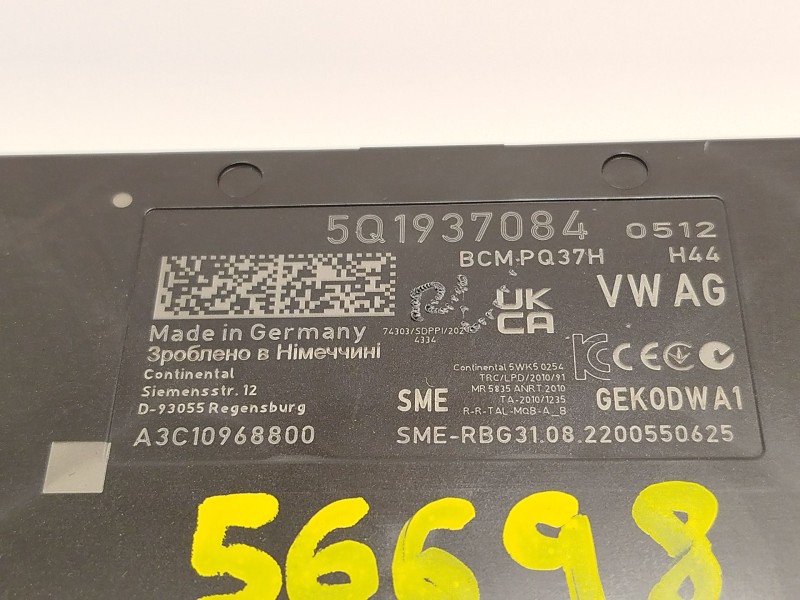 5Q1937084 0512
BCM-PQ37H H44
VW AG
UK
CA
74303/SDPPI/202
4334
Made in Germany
Зроблено в Німеччині
Continental
Siemensstr. 12
D-93055 Regensburg
A3C10968800
Continental 5WK5 0254
TRC/LPD/2010/91
MR 5835 ANRT 2010
TA-2010/1235
R-R-TAL-MQB-A_B
SME
GEKODWA1
SME-RBG31.08.2200550625
56698